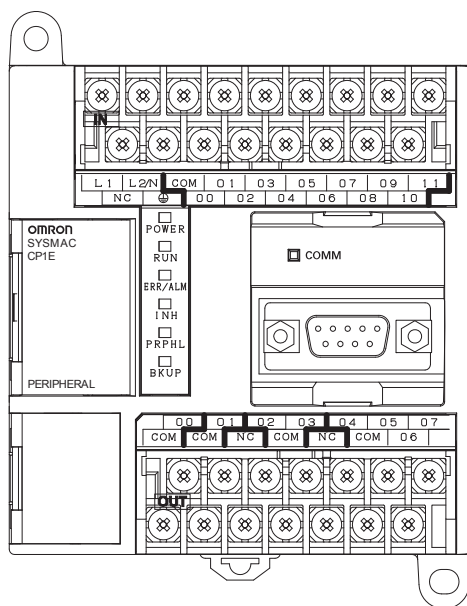 IN
L1 L2/N COM 01 03 05 07 09 11
NC 00 02 04 06 08 10
OMRON
SYSMAC
CP1E
PERIPHERAL
POWER
RUN
ERR/ALM
INH
PRPHL
BKUP
COMM
00 01 02 03 04 05 07
COM COM NC COM NC COM 06
OUT